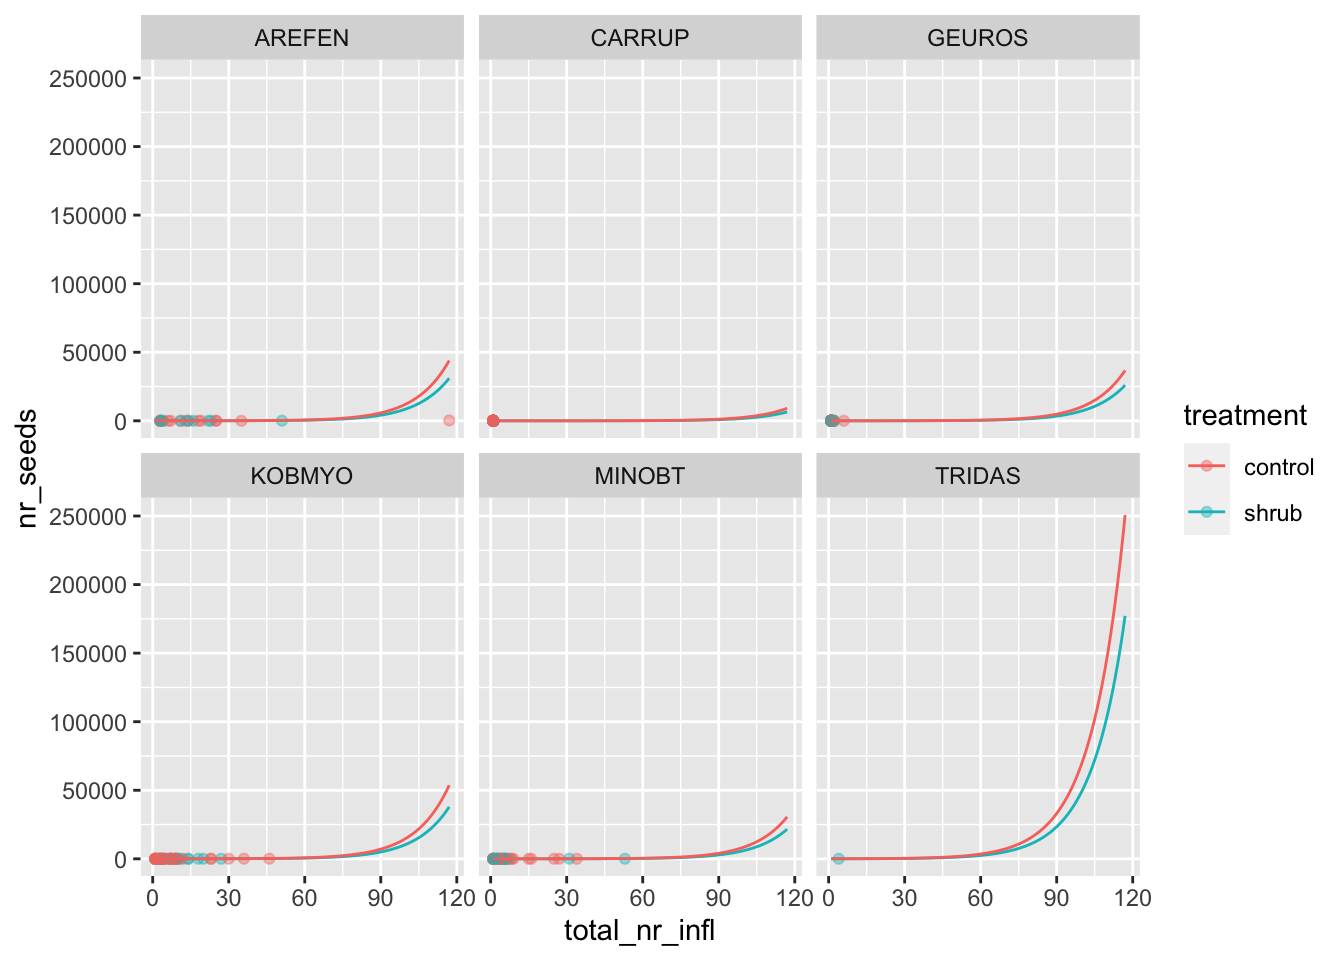 AREFEN CARRUP GEUROS
250000
200000
150000
100000
50000
0
KOBMYO MINOBT TRIDAS
250000
200000
150000
100000
50000
0
0 30 60 90 120 0 30 60 90 120 0 30 60 90 120
total_nr_infl
nr_seeds
treatment
control
shrub